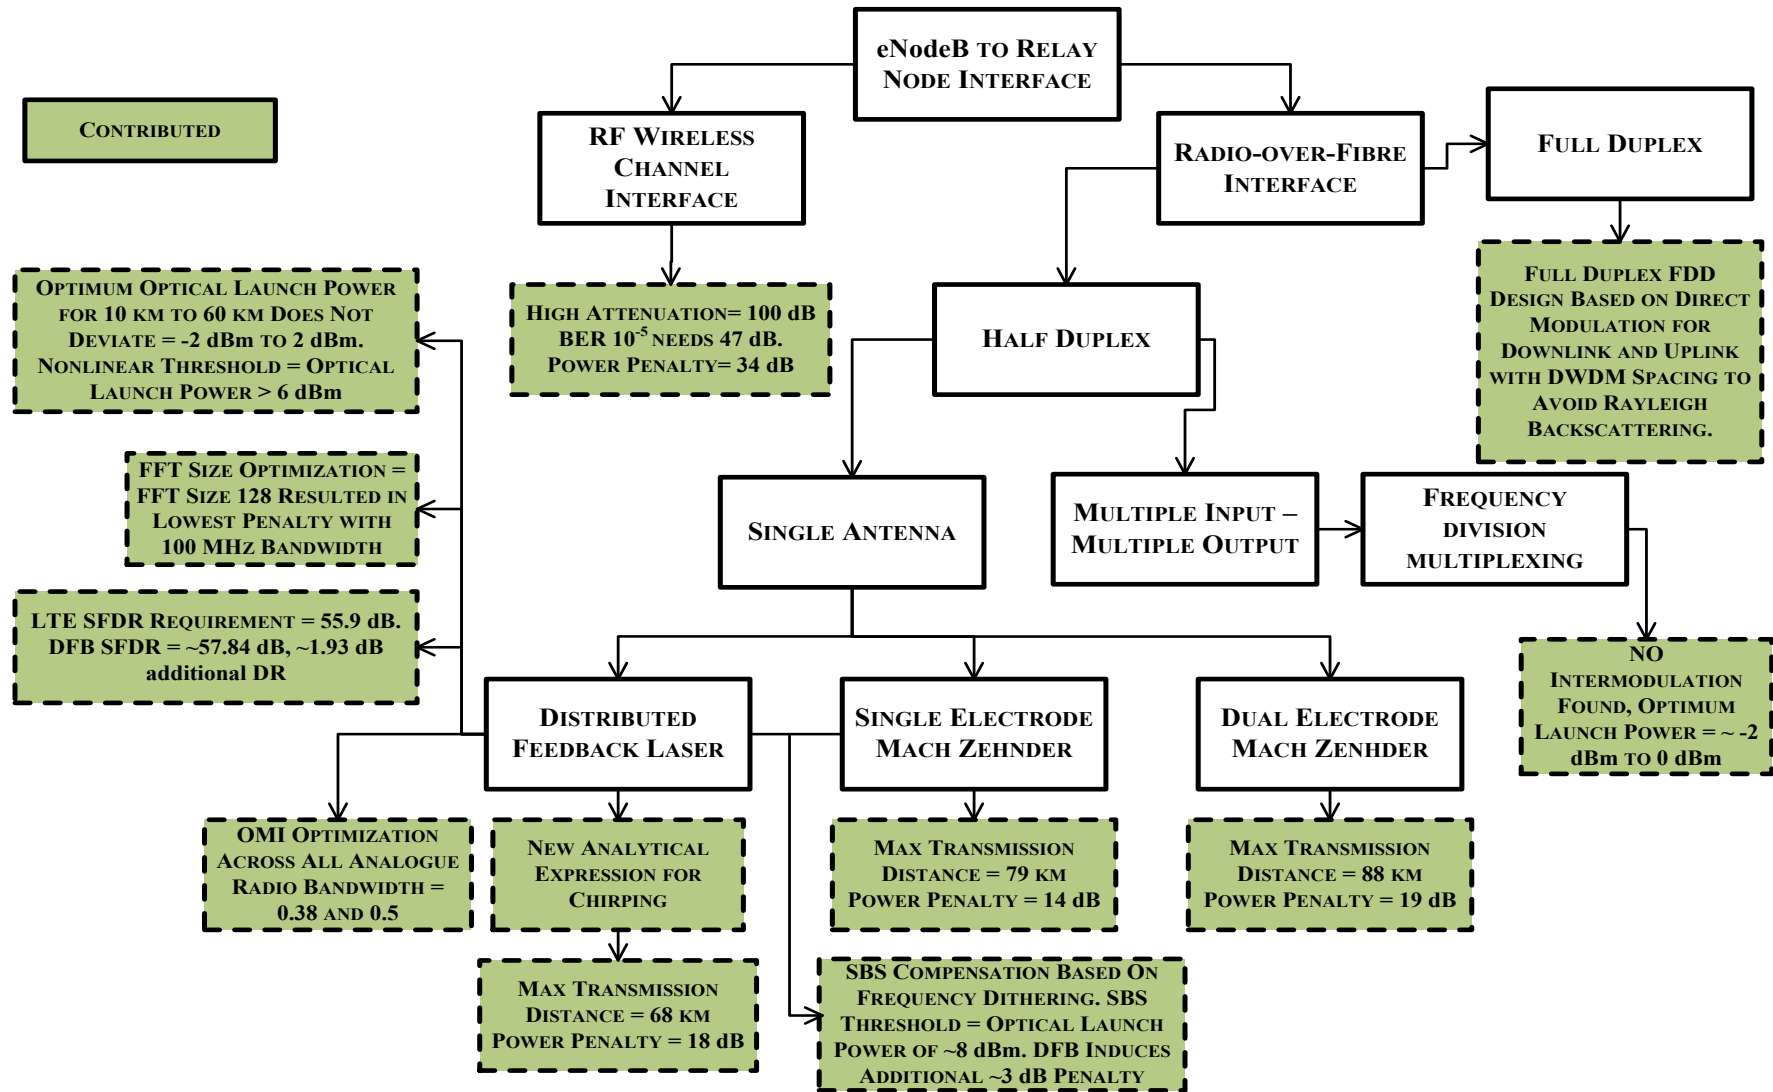 eNodeB to Relay
Node Interface
Contributed
RF Wireless
Channel
Interface
Radio-over-Fibre
Interface
Full Duplex
Optimum Optical Launch Power
for 10 km to 60 km Does Not
Deviate = -2 dBm to 2 dBm.
Nonlinear Threshold = Optical
Launch Power > 6 dBm
High Attenuation= 100 dB
BER 10⁻⁵ needs 47 dB.
Power Penalty= 34 dB
Half Duplex
Full Duplex FDD
Design Based on Direct
Modulation for
Downlink and Uplink
with DWDM Spacing to
Avoid Rayleigh
Backscattering.
FFT Size Optimization =
FFT Size 128 Resulted in
Lowest Penalty with
100 MHz Bandwidth
Single Antenna
Multiple Input –
Multiple Output
Frequency
division
multiplexing
LTE SFDR Requirement = 55.9 dB.
DFB SFDR = ~57.84 dB, ~1.93 dB
additional DR
NO
Intermodulation
Found, Optimum
Launch Power = ~ -2
dBm to 0 dBm
Distributed
Feedback Laser
Single Electrode
Mach Zehnder
Dual Electrode
Mach Zenhder
OMI Optimization
Across All Analogue
Radio Bandwidth =
0.38 and 0.5
New Analytical
Expression for
Chirping
Max Transmission
Distance = 79 km
Power Penalty = 14 dB
Max Transmission
Distance = 88 km
Power Penalty = 19 dB
Max Transmission
Distance = 68 km
Power Penalty = 18 dB
SBS Compensation Based On
Frequency Dithering. SBS
Threshold = Optical Launch
Power of ~8 dBm. DFB Induces
Additional ~3 dB Penalty